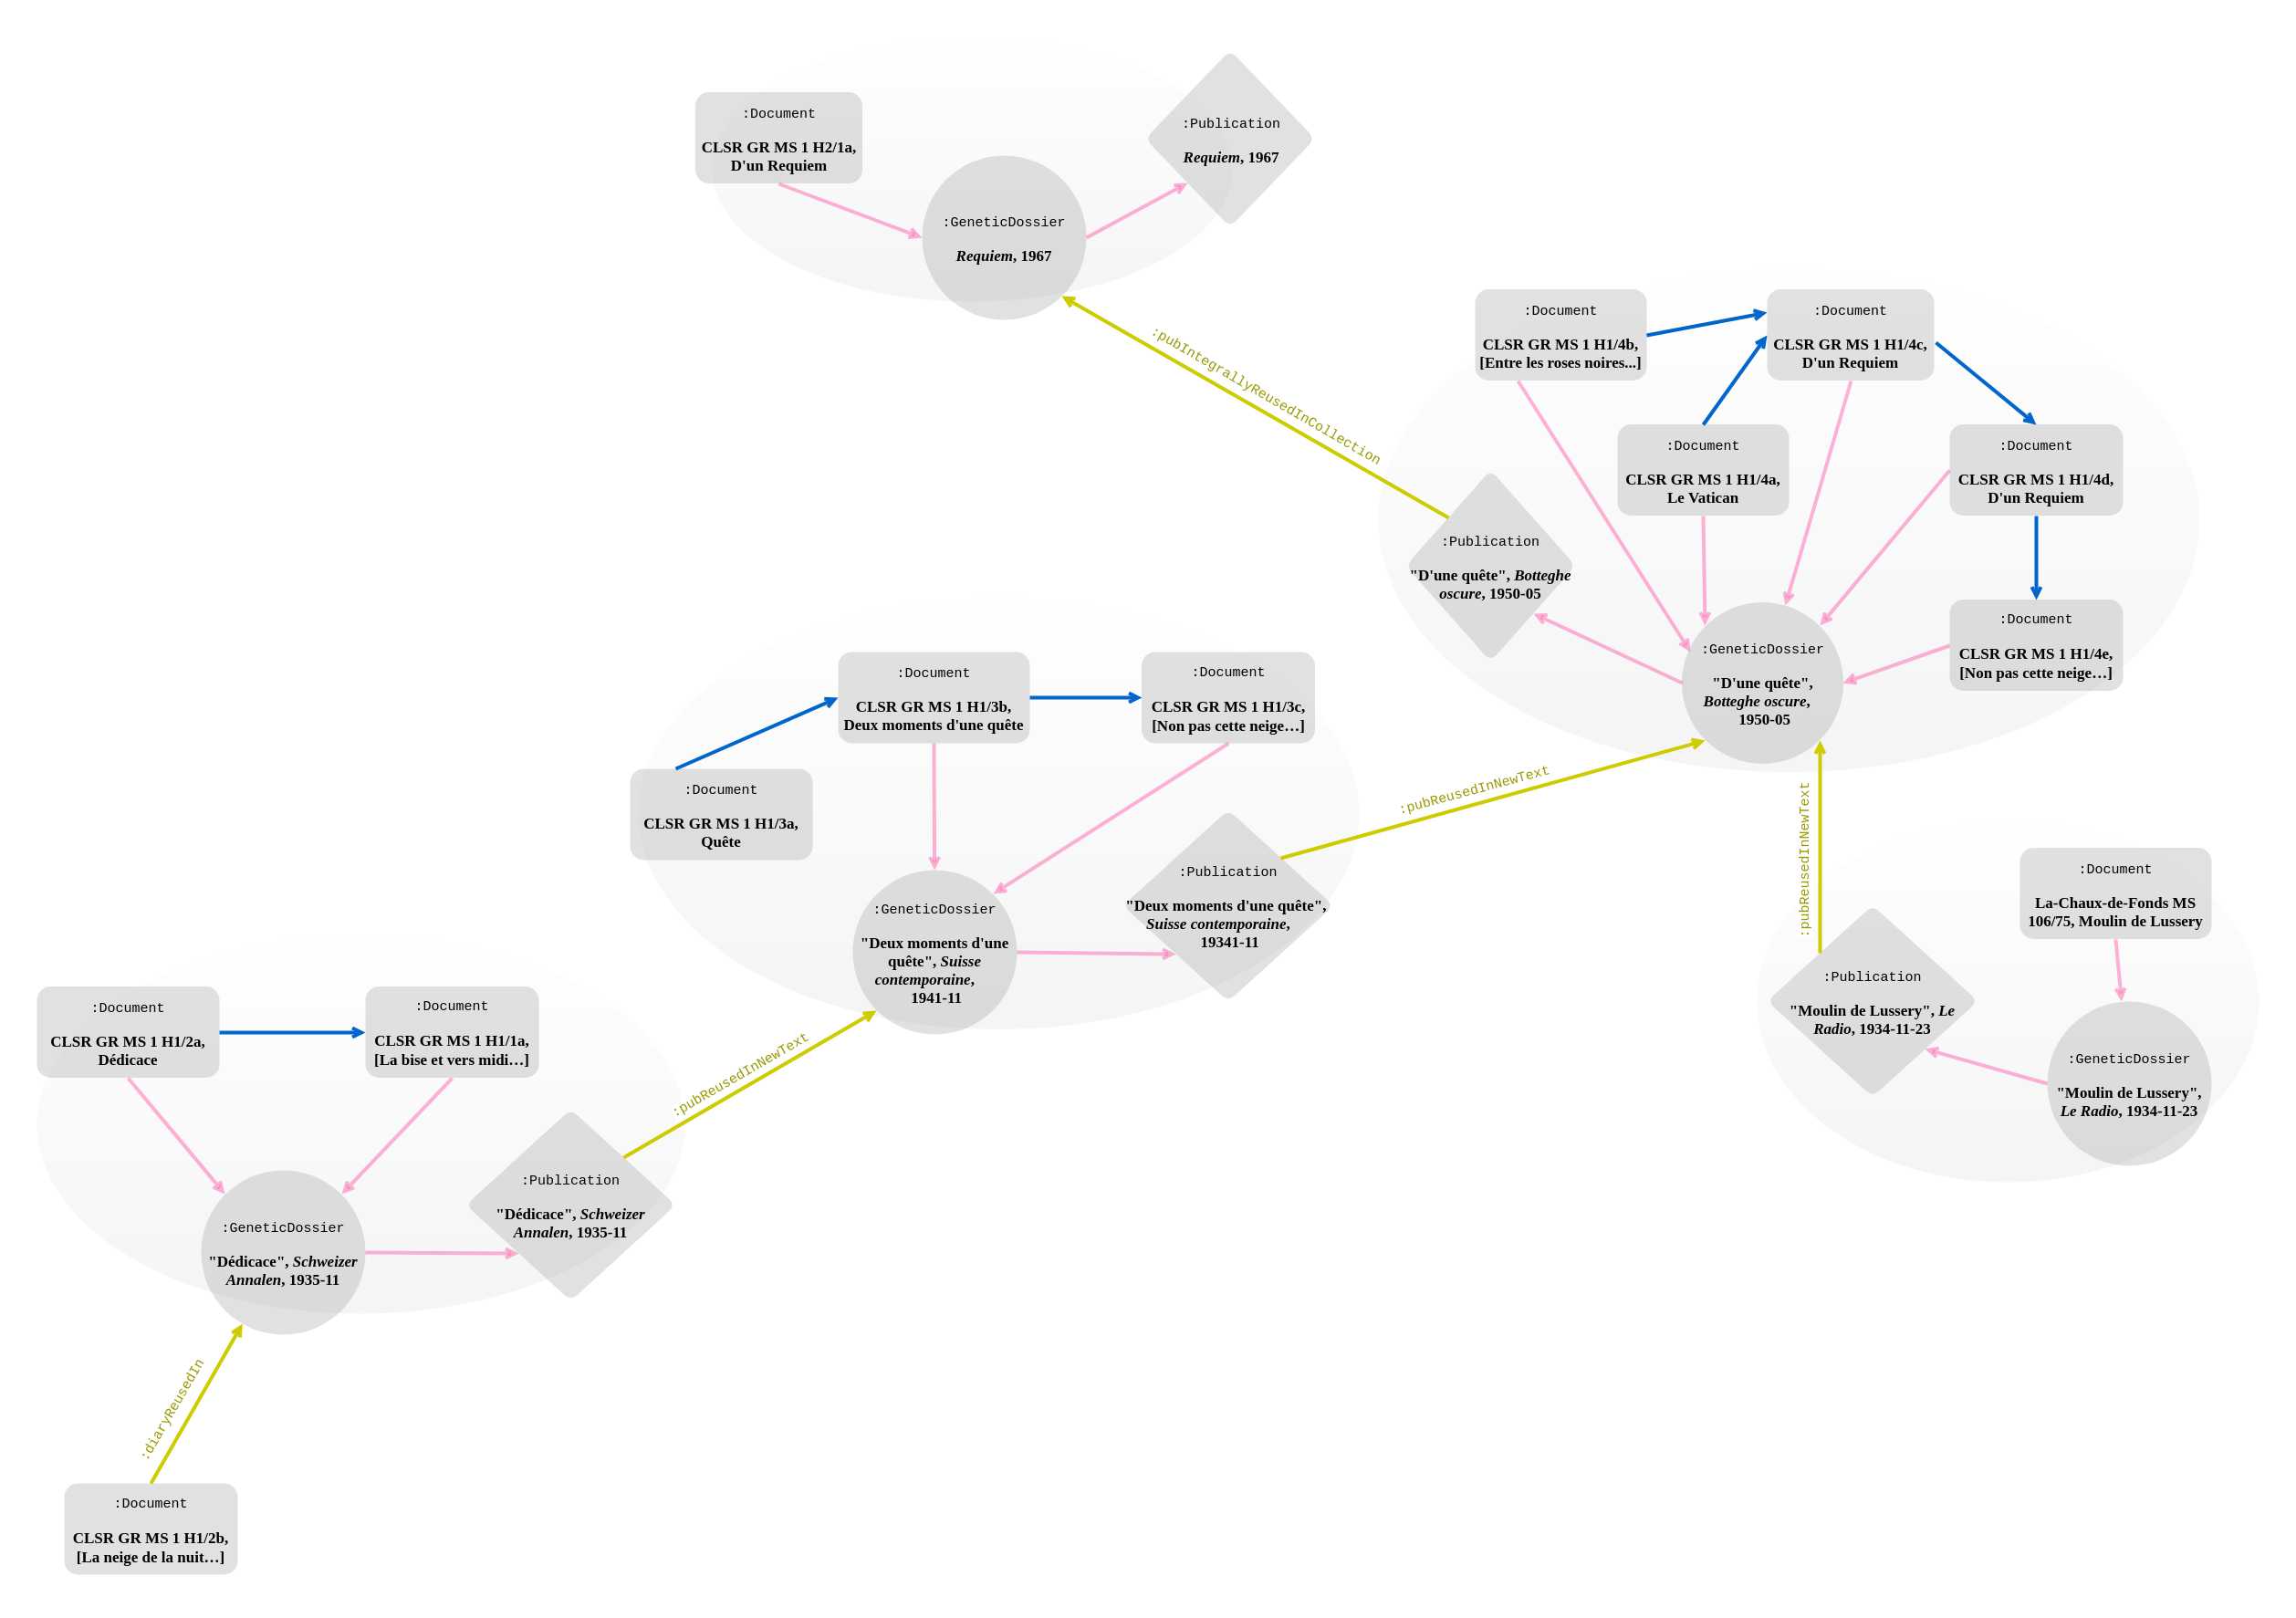 :Document
CLSR GR MS 1 H2/1a,
D'un Requiem
:Publication
Requiem, 1967
:GeneticDossier
Requiem, 1967
:pubIntegrallyReusedInCollection
:Document
CLSR GR MS 1 H1/4b,
[Entre les roses noires...]
:Document
CLSR GR MS 1 H1/4c,
D'un Requiem
:Document
CLSR GR MS 1 H1/4a,
Le Vatican
:Document
CLSR GR MS 1 H1/4d,
D'un Requiem
:Publication
"D'une quête", Botteghe
oscure, 1950-05
:Document
CLSR GR MS 1 H1/4e,
[Non pas cette neige…]
:GeneticDossier
"D'une quête",
Botteghe oscure,
1950-05
:Document
CLSR GR MS 1 H1/3b,
Deux moments d'une quête
:Document
CLSR GR MS 1 H1/3c,
[Non pas cette neige…]
:Document
CLSR GR MS 1 H1/3a,
Quête
:pubReusedInNewText
:pubReusedInNewText
:Publication
"Deux moments d'une quête",
Suisse contemporaine,
19341-11
:GeneticDossier
"Deux moments d'une
quête", Suisse
contemporaine,
1941-11
:Document
La-Chaux-de-Fonds MS
106/75, Moulin de Lussery
:Publication
"Moulin de Lussery", Le
Radio, 1934-11-23
:GeneticDossier
"Moulin de Lussery",
Le Radio, 1934-11-23
:Document
CLSR GR MS 1 H1/2a,
Dédicace
:Document
CLSR GR MS 1 H1/1a,
[La bise et vers midi…]
:pubReusedInNewText
:Publication
"Dédicace", Schweizer
Annalen, 1935-11
:GeneticDossier
"Dédicace", Schweizer
Annalen, 1935-11
:diaryReusedIn
:Document
CLSR GR MS 1 H1/2b,
[La neige de la nuit…]